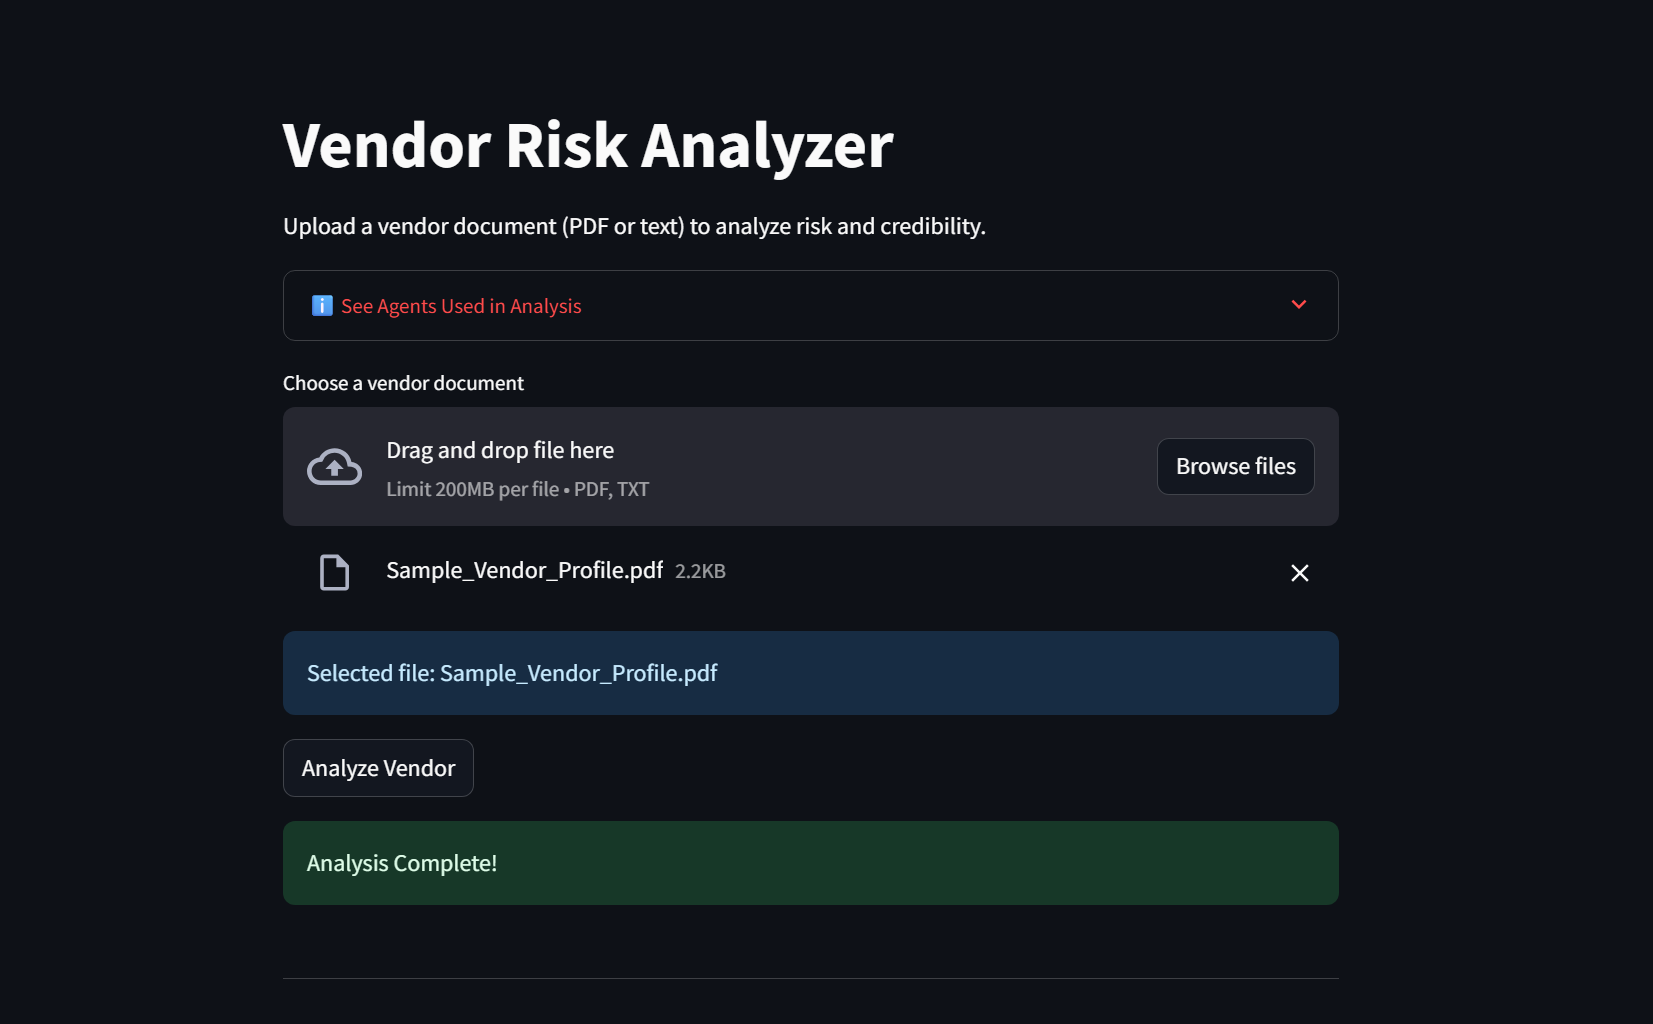 Vendor Risk Analyzer
Upload a vendor document (PDF or text) to analyze risk and credibility.
ℹ️ See Agents Used in Analysis
Choose a vendor document
Drag and drop file here
Limit 200MB per file • PDF, TXT
Browse files
Sample_Vendor_Profile.pdf 2.2KB
Selected file: Sample_Vendor_Profile.pdf
Analyze Vendor
Analysis Complete!